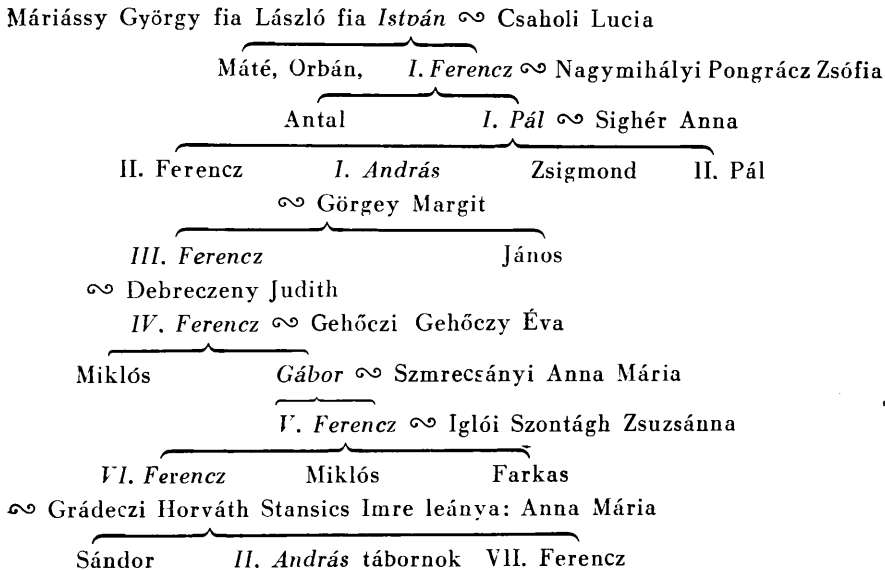 Máriássy György fia László fia István ∾ Csaholi Lucia
Máté, Orbán, I. Ferencz ∾ Nagymihályi Pongrácz Zsófia
Antal I. Pál ∾ Sighér Anna
II. Ferencz I. András Zsigmond II. Pál
∾ Görgey Margit
III. Ferencz János
∾ Debreczeny Judith
IV. Ferencz ∾ Gehőczi Gehőczy Éva
Miklós Gábor ∾ Szmrecsányi Anna Mária
V. Ferencz ∾ Iglói Szontágh Zsuzsánna
VI. Ferencz Miklós Farkas
∾ Grádeczi Horváth Stansics Imre leánya: Anna Mária
Sándor II. András tábornok VII. Ferencz